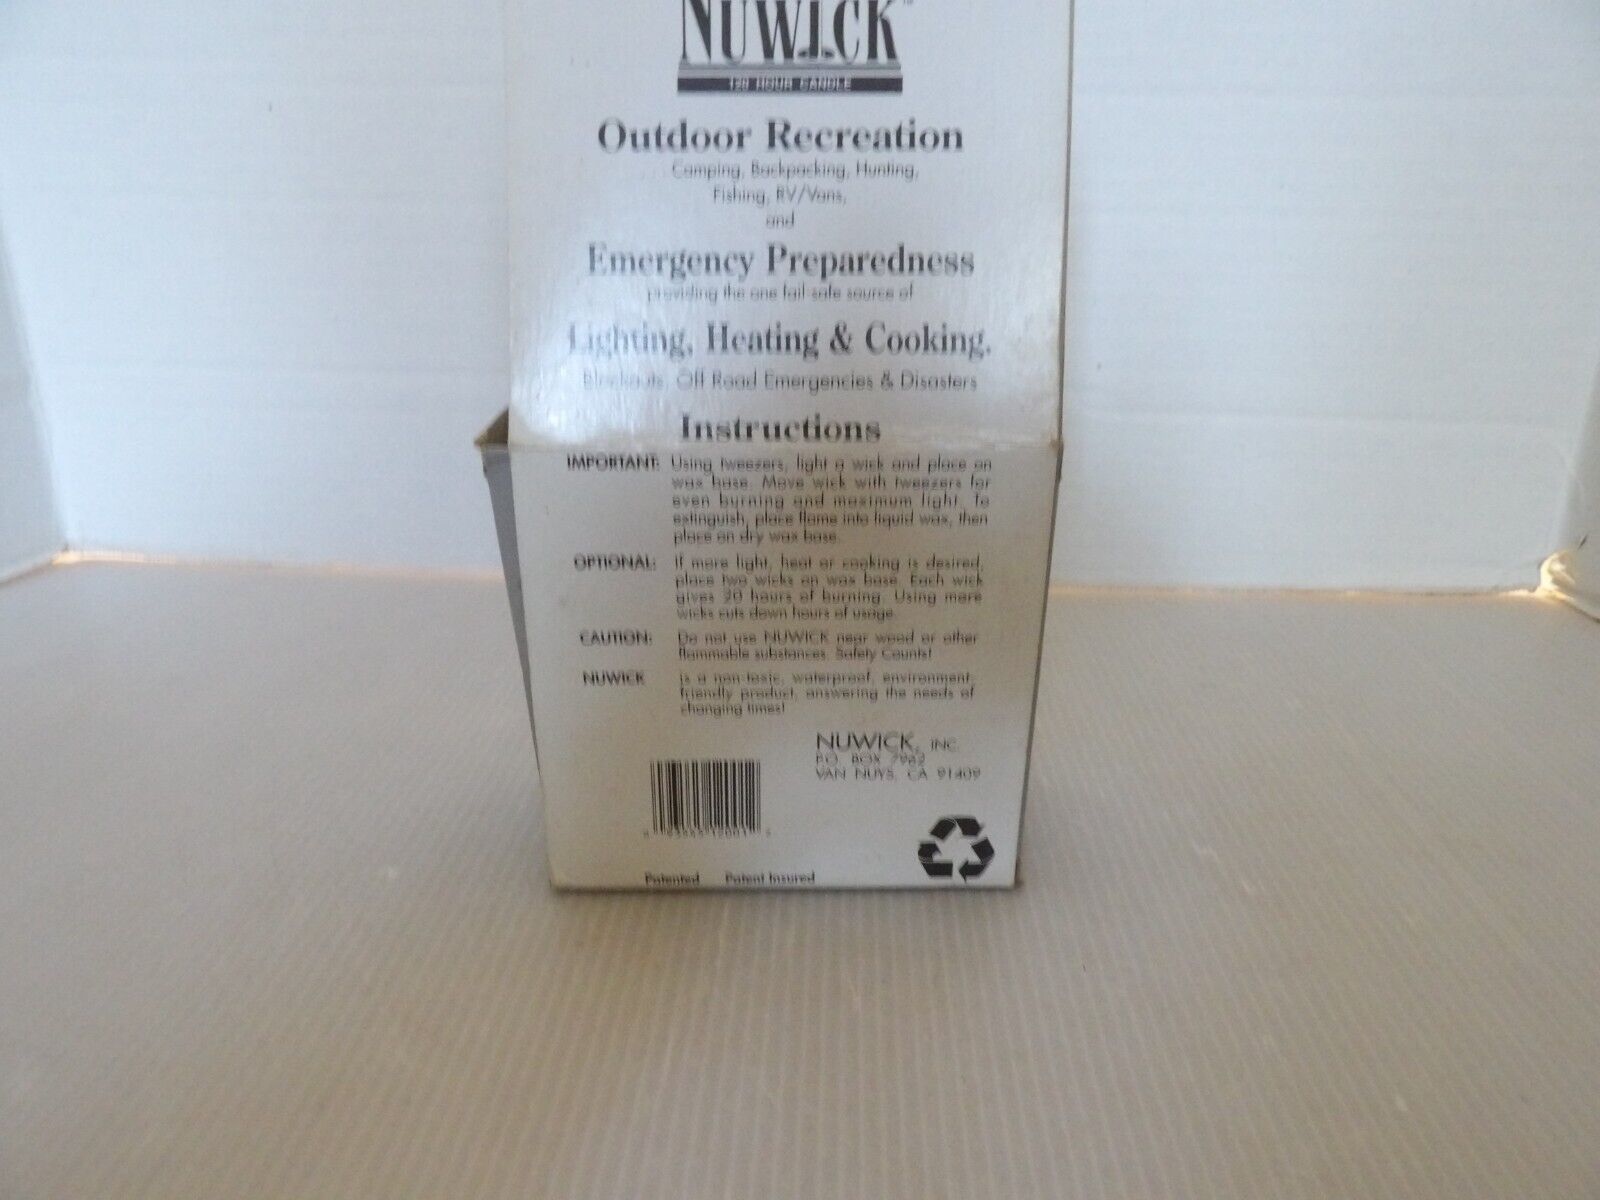 NUWICK™
120 HOUR CANDLE
Outdoor Recreation
. . . Camping, Backpacking, Hunting,
Fishing, RV/Vans,
and
Emergency Preparedness
providing the one fail-safe source of
Lighting, Heating & Cooking.
Blackouts, Off Road Emergencies & Disasters
Instructions
IMPORTANT: Using tweezers, light a wick and place on
wax base. Move wick with tweezers for
even burning and maximum light. To
extinguish, place flame into liquid wax, then
place on dry wax base.
OPTIONAL: If more light, heat or cooking is desired,
place two wicks on wax base. Each wick
gives 20 hours of burning. Using more
wicks cuts down hours of usage.
CAUTION: Do not use NUWICK near wood or other
flammable substances. Safety Counts!
NUWICK is a non-toxic, waterproof, environment,
friendly product, answering the needs of
changing times!
NUWICK, INC.
P.O. BOX 7962
VAN NUYS, CA 91409
Patented Patent Insured